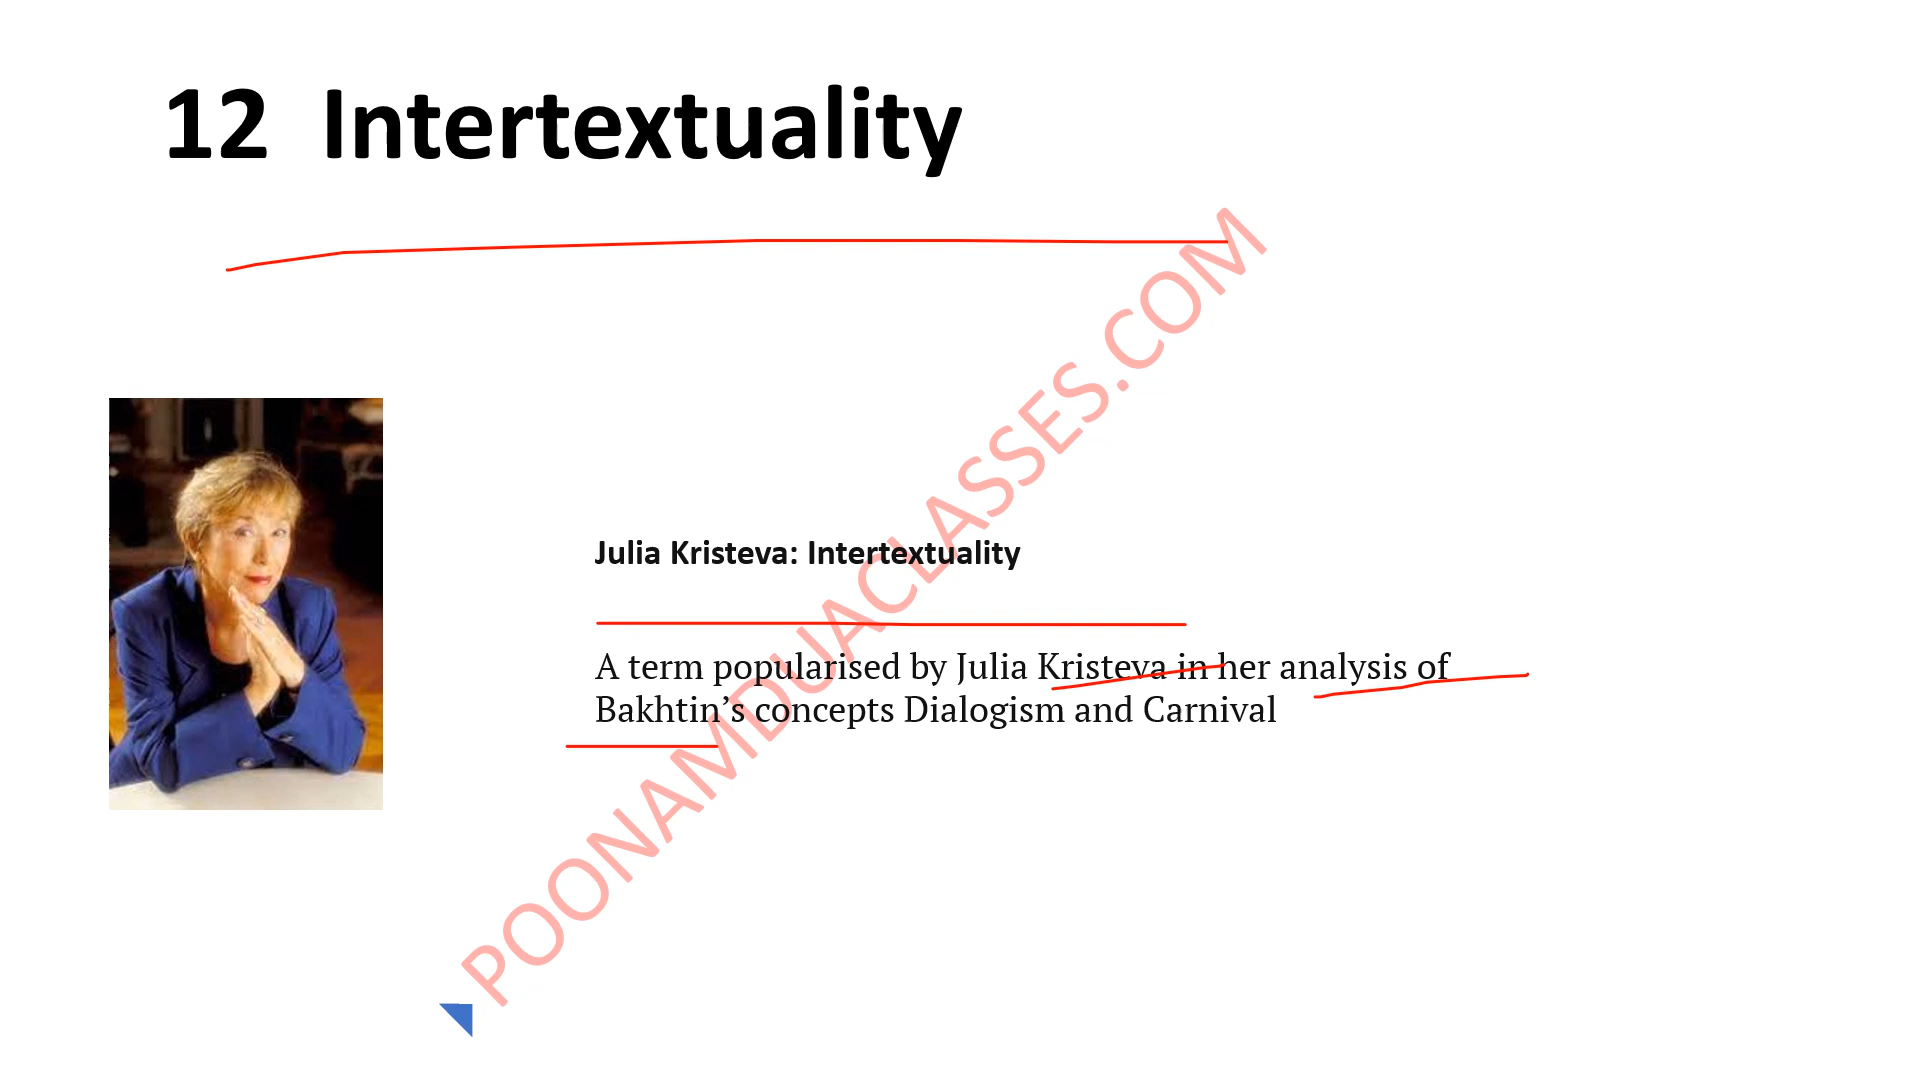 12 Intertextuality
Julia Kristeva: Intertextuality
A term popularised by Julia Kristeva in her analysis of
Bakhtin’s concepts Dialogism and Carnival
POONAMDUACLASSES.COM